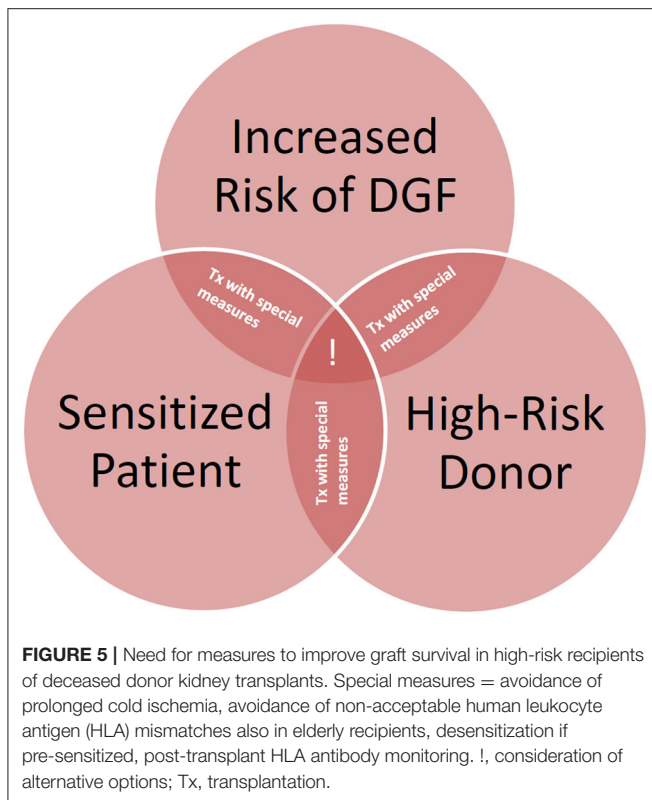 Increased
Risk of DGF
Tx with special
measures
Tx with special
measures
!
Sensitized
Patient
High-Risk
Donor
Tx with special
measures
FIGURE 5 | Need for measures to improve graft survival in high-risk recipients
of deceased donor kidney transplants. Special measures = avoidance of
prolonged cold ischemia, avoidance of non-acceptable human leukocyte
antigen (HLA) mismatches also in elderly recipients, desensitization if
pre-sensitized, post-transplant HLA antibody monitoring. !, consideration of
alternative options; Tx, transplantation.